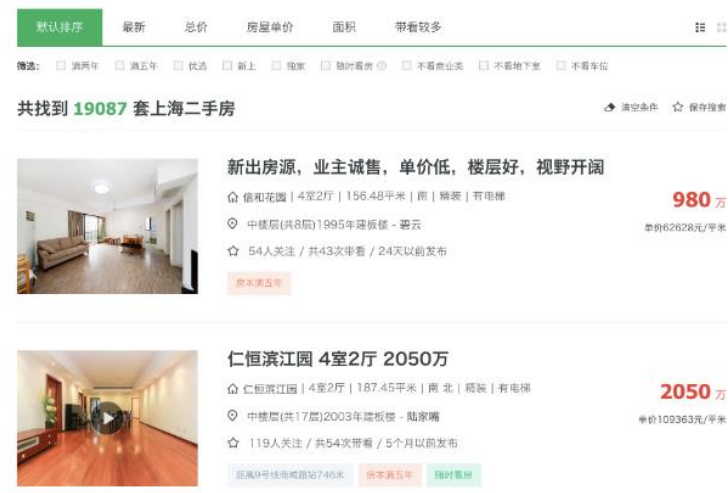 默认排序 最新 总价 房屋单价 面积 带看较多
筛选: 满两年 满五年 优选 新上 独家 随时看房 不看商业类 不看地下室 不看车位
共找到 19087 套上海二手房 清空条件 保存搜索
新出房源，业主诚售，单价低，楼层好，视野开阔
信和花园 | 4室2厅 | 156.48平米 | 南 | 精装 | 有电梯
980 万
中楼层(共8层)1995年建板楼 - 碧云
单价62628元/平米
54人关注 / 共43次带看 / 24天以前发布
房本满五年
仁恒滨江园 4室2厅 2050万
仁恒滨江园 | 4室2厅 | 187.45平米 | 南 北 | 精装 | 有电梯
2050 万
中楼层(共17层)2003年建板楼 - 陆家嘴
单价109363元/平米
119人关注 / 共54次带看 / 5个月以前发布
距离9号线商城路站746米 房本满五年 随时看房